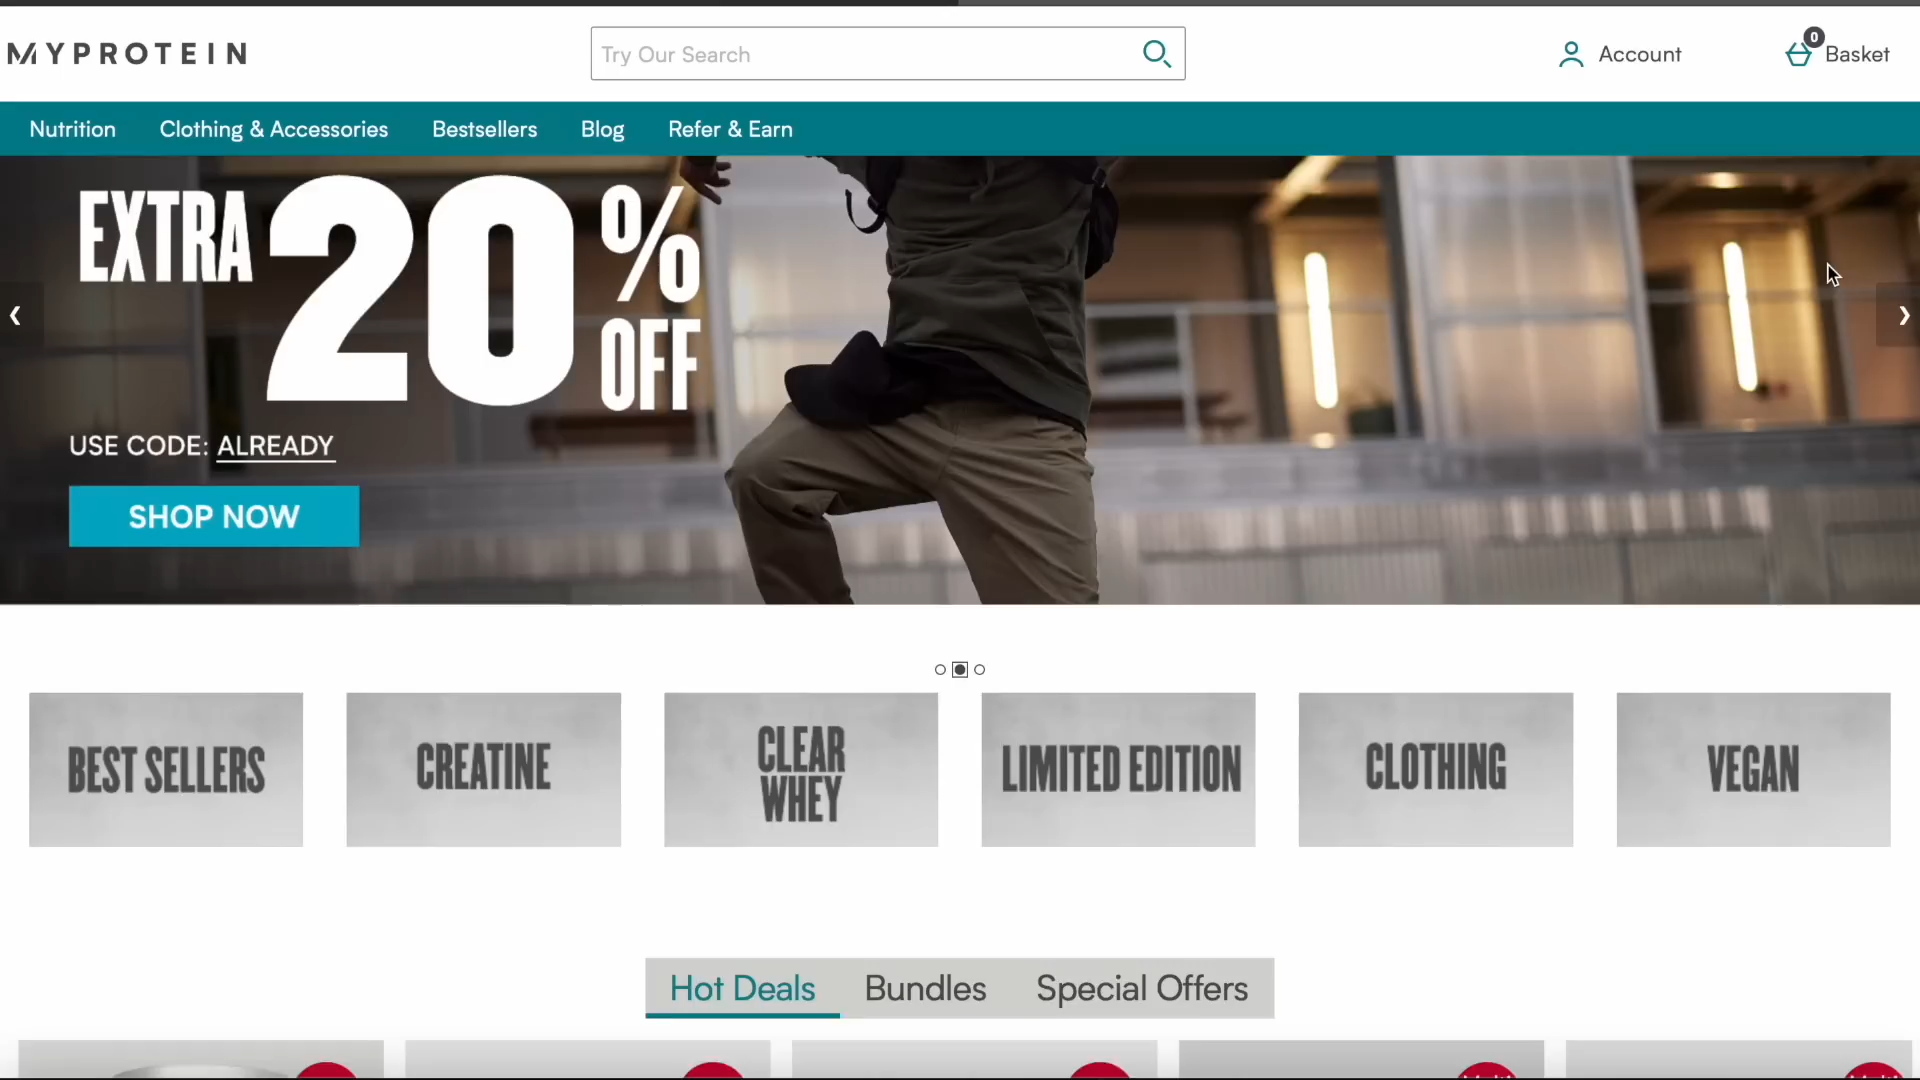 MYPROTEIN
Try Our Search
Account
0
Basket
Nutrition
Clothing & Accessories
Bestsellers
Blog
Refer & Earn
EXTRA 20% OFF
USE CODE: ALREADY
SHOP NOW
BEST SELLERS
CREATINE
CLEAR
WHEY
LIMITED EDITION
CLOTHING
VEGAN
Hot Deals
Bundles
Special Offers